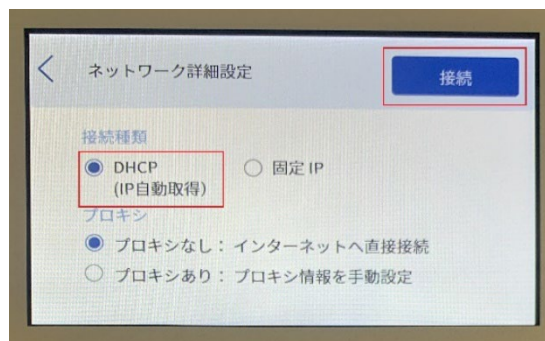 ネットワーク詳細設定
接続
接続種類
DHCP
(IP自動取得)
固定 IP
プロキシ
プロキシなし： インターネットへ直接接続
プロキシあり： プロキシ情報を手動設定